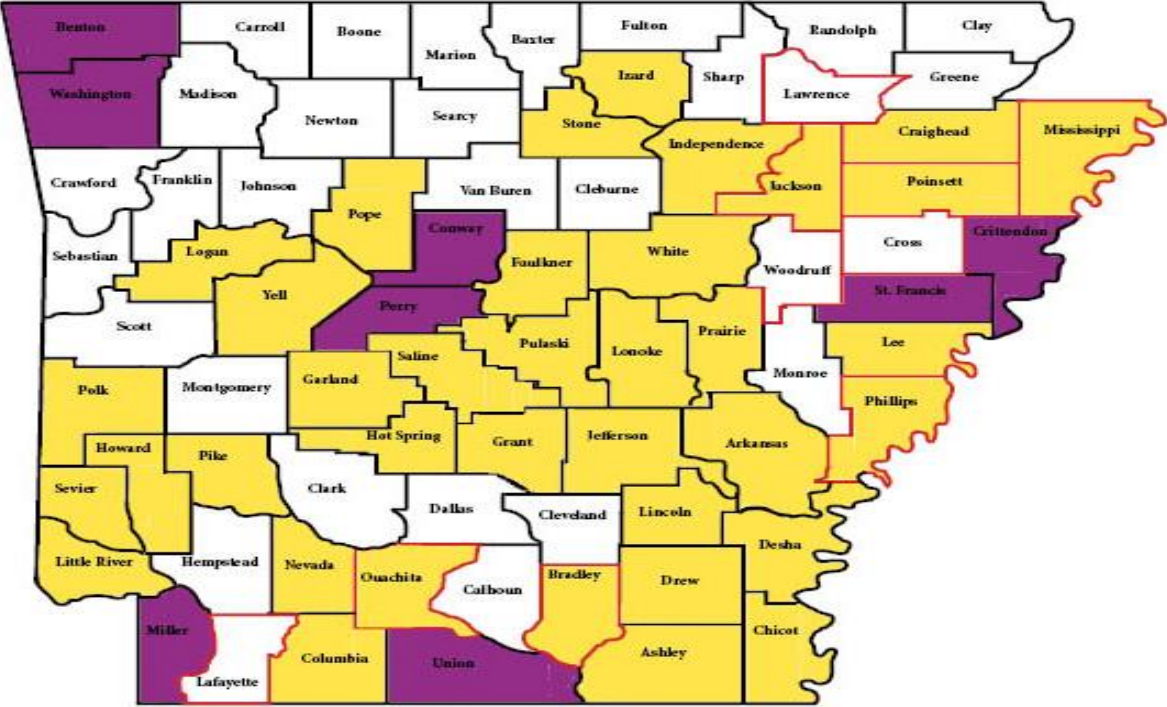 Benton
Carroll
Boone
Marion
Baxter
Fulton
Randolph
Clay
Washington
Madison
Newton
Searcy
Stone
Izard
Sharp
Lawrence
Greene
Independence
Jackson
Craighead
Mississippi
Poinsett
Crawford
Franklin
Johnson
Pope
Van Buren
Cleburne
Sebastian
Logan
Conway
Faulkner
White
Woodruff
Cross
Crittendon
Yell
Perry
St. Francis
Scott
Saline
Pulaski
Lonoke
Prairie
Monroe
Lee
Polk
Montgomery
Garland
Phillips
Howard
Pike
Hot Spring
Grant
Jefferson
Arkansas
Sevier
Clark
Dallas
Cleveland
Lincoln
Desha
Little River
Hempstead
Nevada
Ouachita
Calhoun
Bradley
Drew
Miller
Lafayette
Columbia
Union
Ashley
Chicot